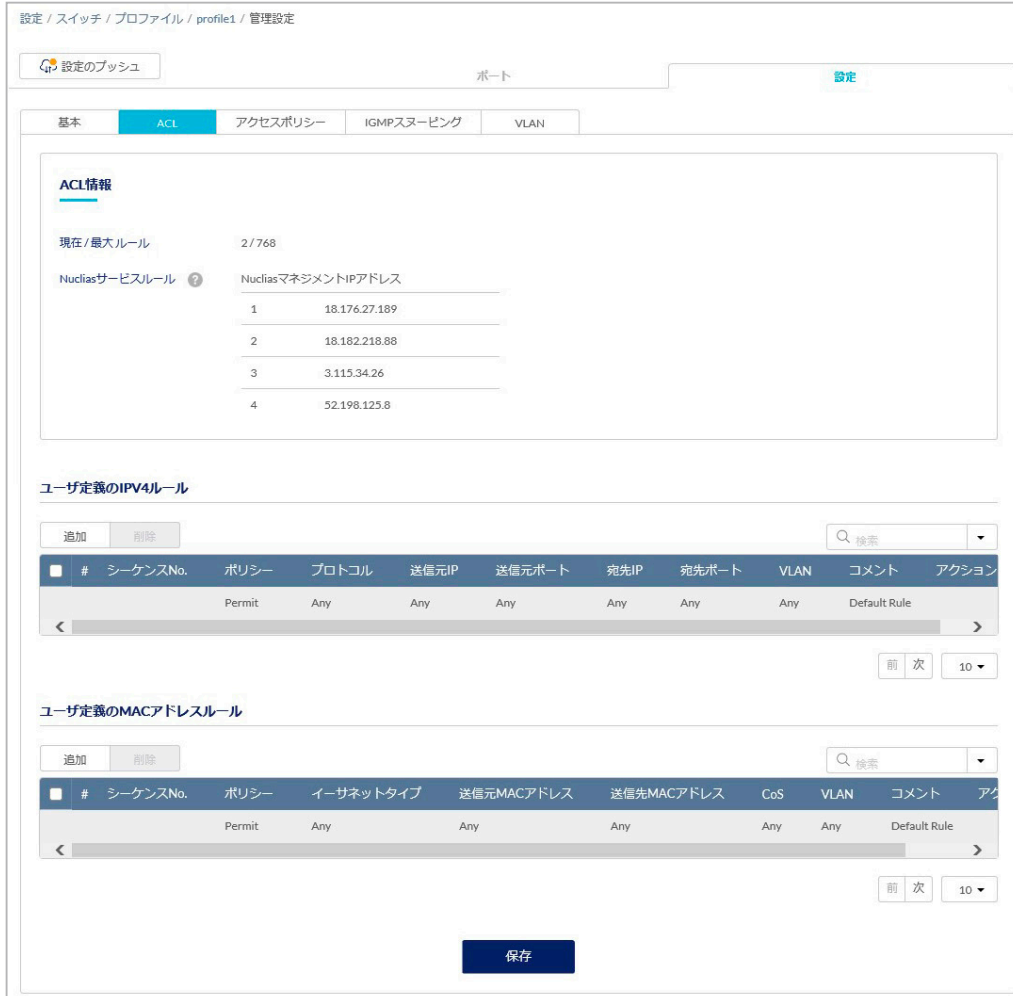 設定 / スイッチ / プロファイル / profile1 / 管理設定
設定のプッシュ
ポート 設定
基本 ACL アクセスポリシー IGMPスヌーピング VLAN
ACL情報
現在/最大ルール 2 / 768
Nucliasサービスルール ? NucliasマネジメントIPアドレス
1 18.176.27.189
2 18.182.218.88
3 3.115.34.26
4 52.198.125.8
ユーザ定義のIPV4ルール
追加 削除 検索
# シーケンスNo. ポリシー プロトコル 送信元IP 送信元ポート 宛先IP 宛先ポート VLAN コメント アクション
Permit Any Any Any Any Any Any Default Rule
前 次 10
ユーザ定義のMACアドレスルール
追加 削除 検索
# シーケンスNo. ポリシー イーサネットタイプ 送信元MACアドレス 送信先MACアドレス CoS VLAN コメント アク
Permit Any Any Any Any Any Default Rule
前 次 10
保存